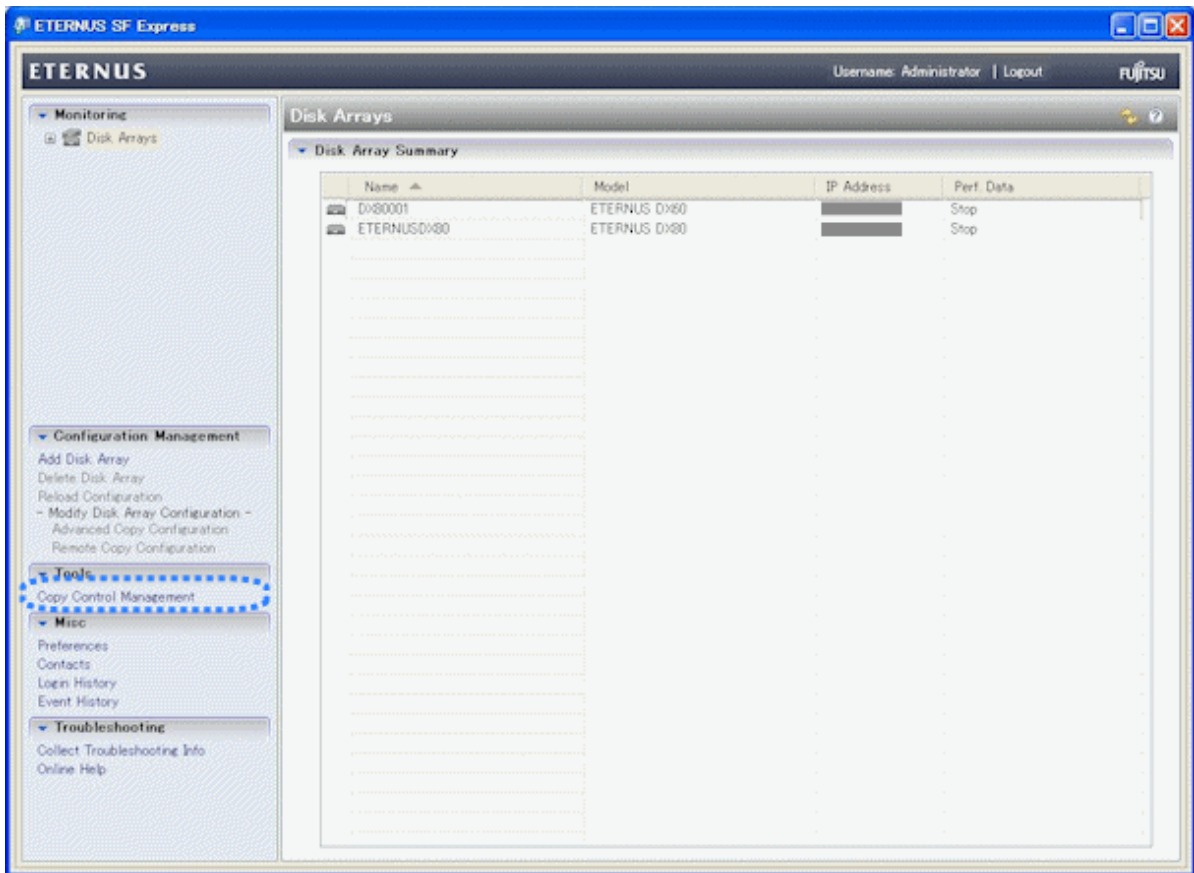 ETERNUS SF Express
ETERNUS
Username: Administrator | Logout
FUJITSU
Monitoring
Disk Arrays
Configuration Management
Add Disk Array
Delete Disk Array
Reload Configuration
- Modify Disk Array Configuration -
Advanced Copy Configuration
Remote Copy Configuration
Tools
Copy Control Management
Misc
Preferences
Contacts
Login History
Event History
Troubleshooting
Collect Troubleshooting Info
Online Help
Disk Arrays
Disk Array Summary
Name Model IP Address Perf. Data
DX80001 ETERNUS DX60 Stop
ETERNUSDX80 ETERNUS DX80 Stop